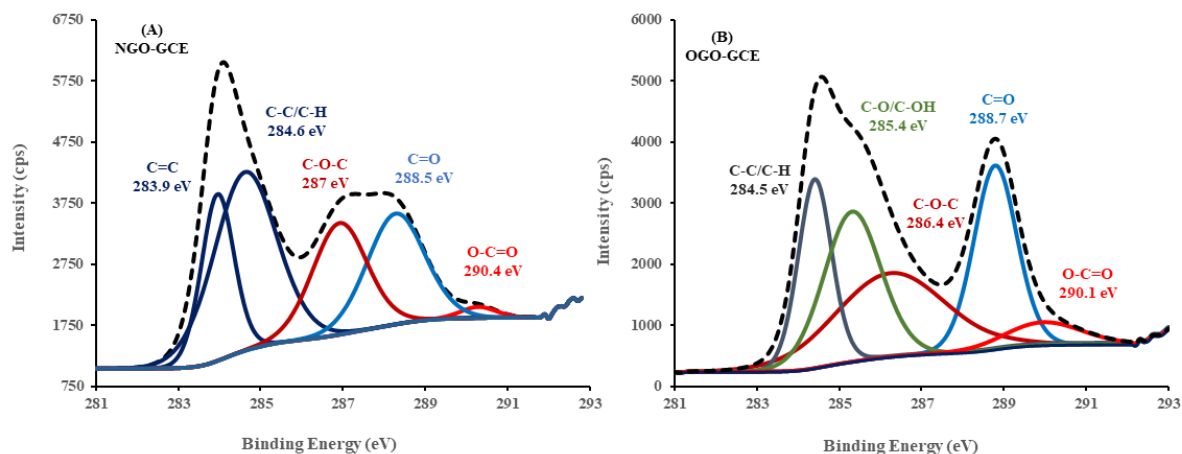 (A)
NGO-GCE
C=C
283.9 eV
C-C/C-H
284.6 eV
C-O-C
287 eV
C=O
288.5 eV
O-C=O
290.4 eV
6750
5750
4750
3750
2750
1750
750
Intensity (cps)
281
283
285
287
289
291
293
Binding Energy (eV)
(B)
OGO-GCE
C-C/C-H
284.5 eV
C-O/C-OH
285.4 eV
C-O-C
286.4 eV
C=O
288.7 eV
O-C=O
290.1 eV
6000
5000
4000
3000
2000
1000
0
Intensity (cps)
281
283
285
287
289
291
293
Binding Energy (eV)